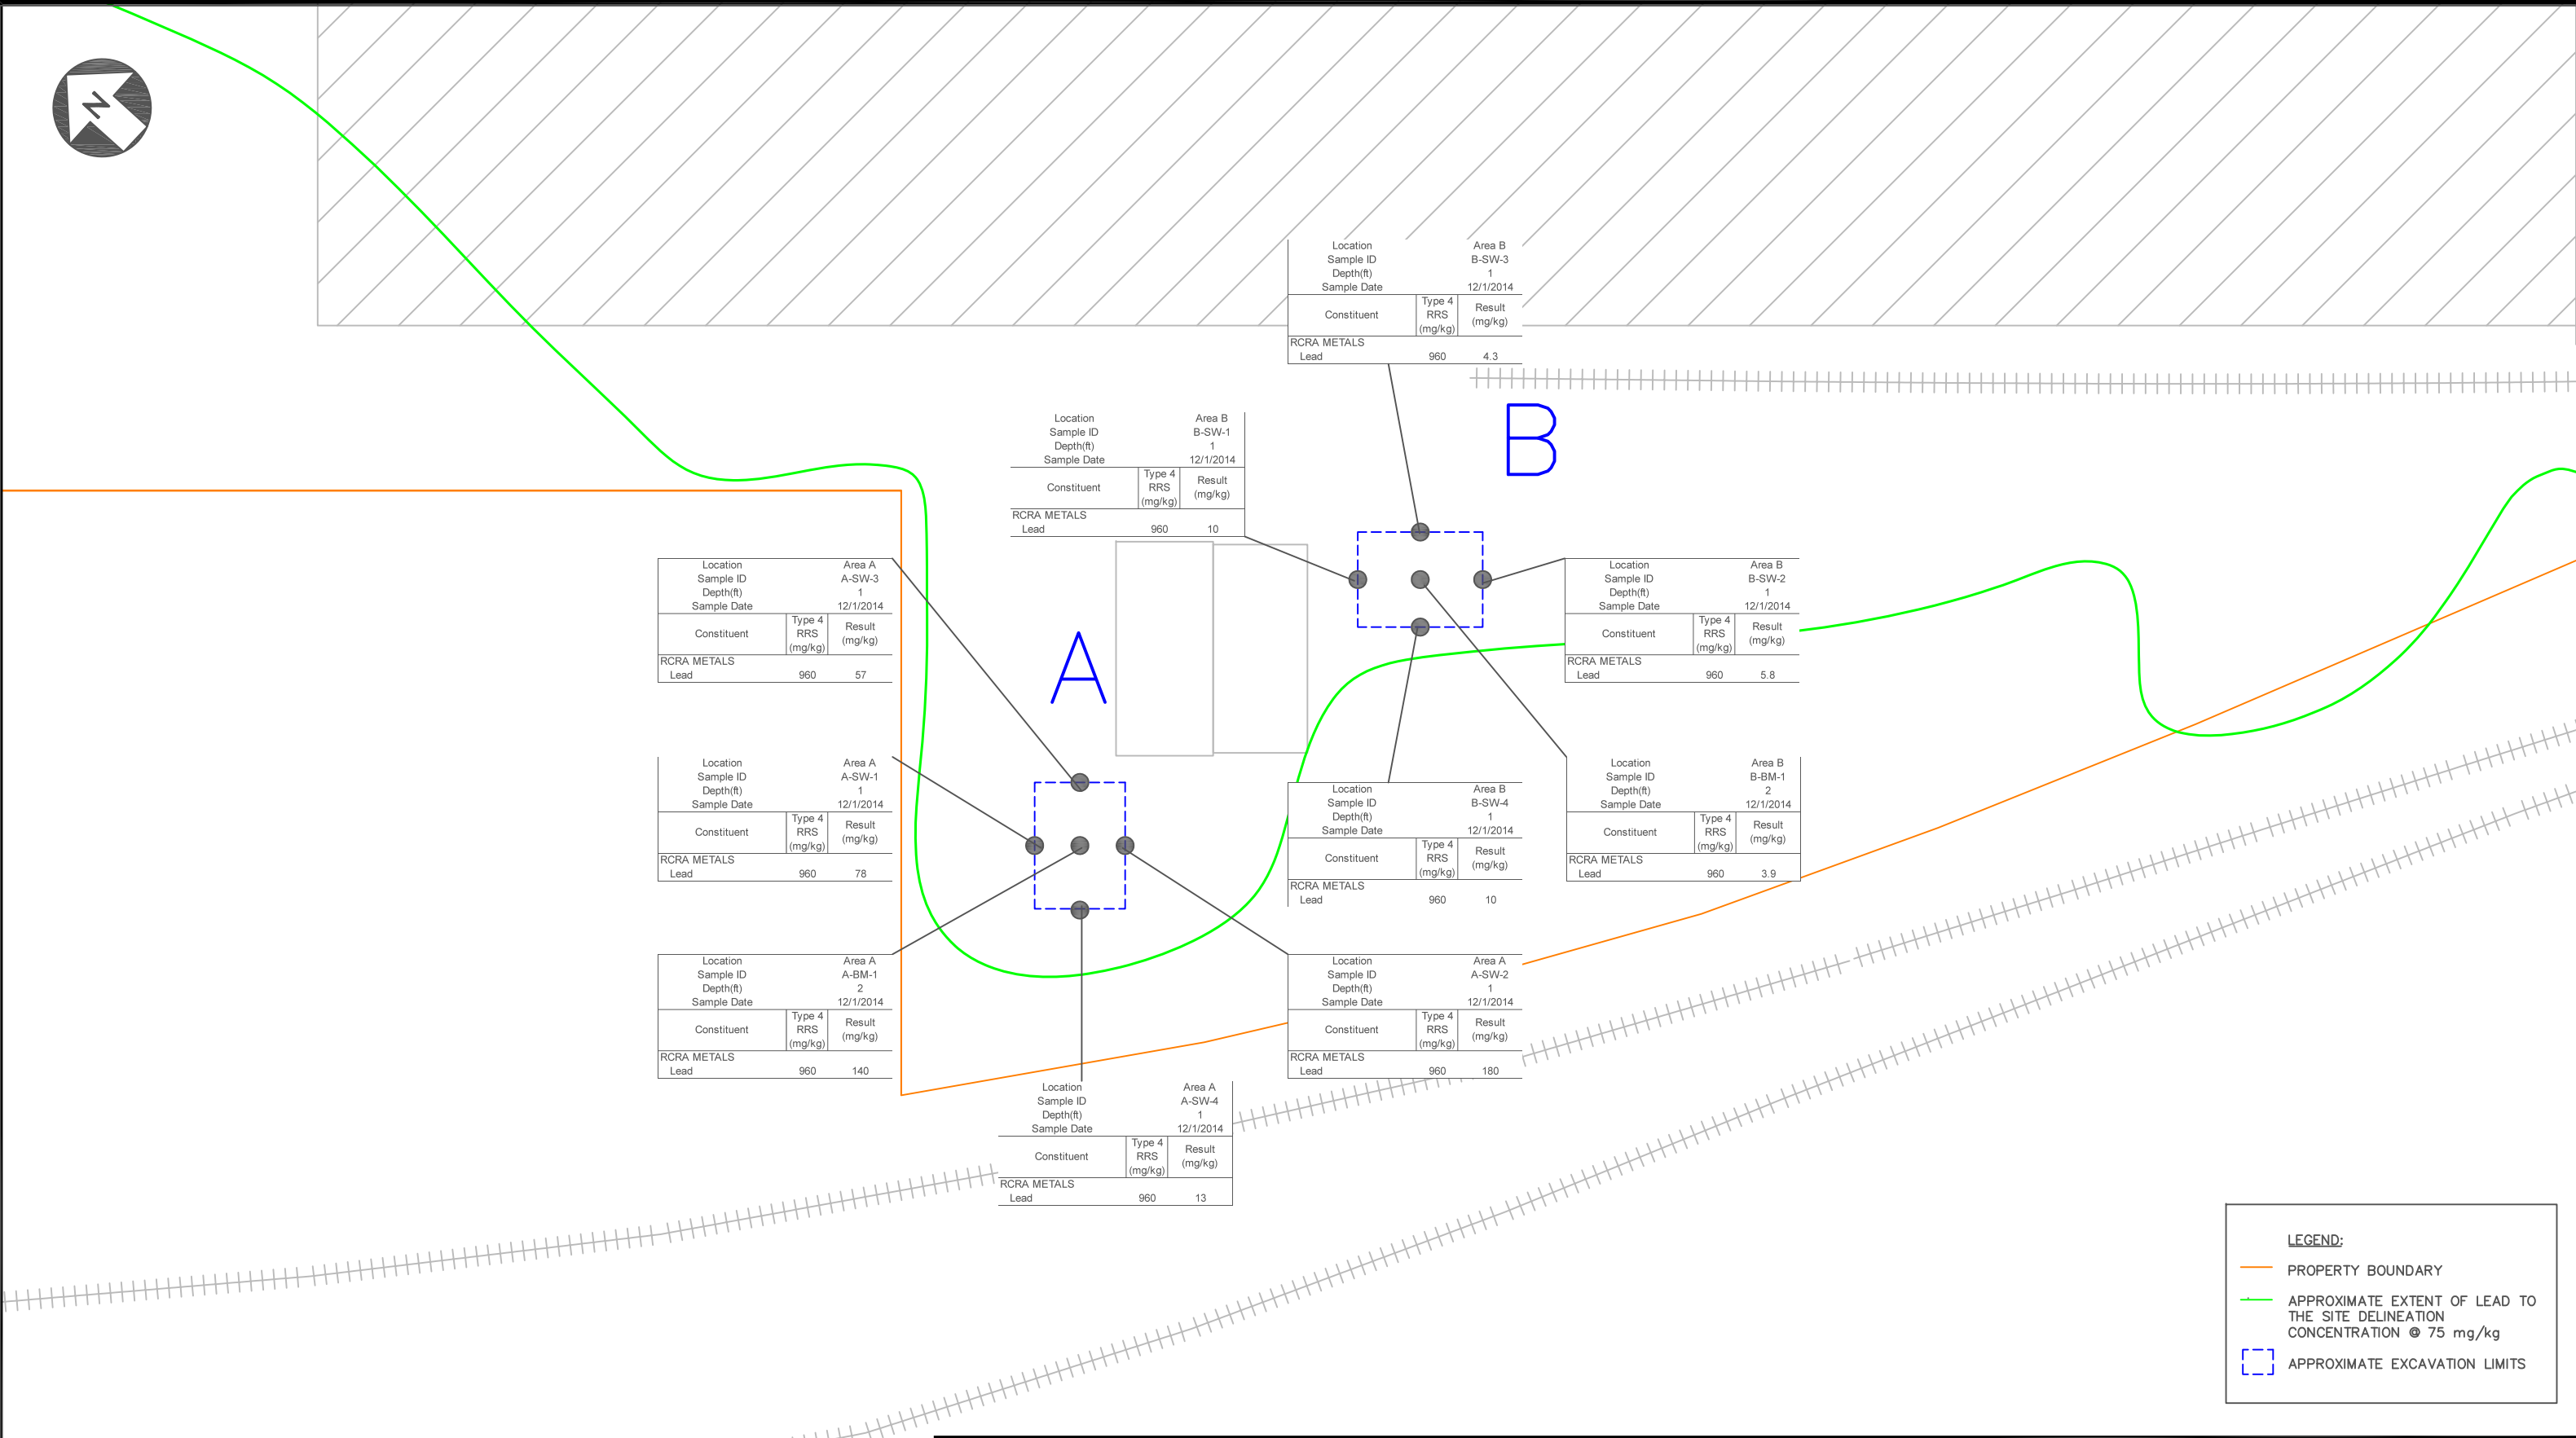 N
Location Area B
Sample ID B-SW-3
Depth(ft) 1
Sample Date 12/1/2014
Constituent Type 4 RRS (mg/kg) Result (mg/kg)
RCRA METALS
Lead 960 4.3
B
Location Area B
Sample ID B-SW-1
Depth(ft) 1
Sample Date 12/1/2014
Constituent Type 4 RRS (mg/kg) Result (mg/kg)
RCRA METALS
Lead 960 10
Location Area A
Sample ID A-SW-3
Depth(ft) 1
Sample Date 12/1/2014
Constituent Type 4 RRS (mg/kg) Result (mg/kg)
RCRA METALS
Lead 960 57
A
Location Area B
Sample ID B-SW-2
Depth(ft) 1
Sample Date 12/1/2014
Constituent Type 4 RRS (mg/kg) Result (mg/kg)
RCRA METALS
Lead 960 5.8
Location Area A
Sample ID A-SW-1
Depth(ft) 1
Sample Date 12/1/2014
Constituent Type 4 RRS (mg/kg) Result (mg/kg)
RCRA METALS
Lead 960 78
Location Area B
Sample ID B-SW-4
Depth(ft) 1
Sample Date 12/1/2014
Constituent Type 4 RRS (mg/kg) Result (mg/kg)
RCRA METALS
Lead 960 10
Location Area B
Sample ID B-BM-1
Depth(ft) 2
Sample Date 12/1/2014
Constituent Type 4 RRS (mg/kg) Result (mg/kg)
RCRA METALS
Lead 960 3.9
Location Area A
Sample ID A-BM-1
Depth(ft) 2
Sample Date 12/1/2014
Constituent Type 4 RRS (mg/kg) Result (mg/kg)
RCRA METALS
Lead 960 140
Location Area A
Sample ID A-SW-2
Depth(ft) 1
Sample Date 12/1/2014
Constituent Type 4 RRS (mg/kg) Result (mg/kg)
RCRA METALS
Lead 960 180
Location Area A
Sample ID A-SW-4
Depth(ft) 1
Sample Date 12/1/2014
Constituent Type 4 RRS (mg/kg) Result (mg/kg)
RCRA METALS
Lead 960 13
LEGEND:
PROPERTY BOUNDARY
APPROXIMATE EXTENT OF LEAD TO
THE SITE DELINEATION
CONCENTRATION @ 75 mg/kg
APPROXIMATE EXCAVATION LIMITS